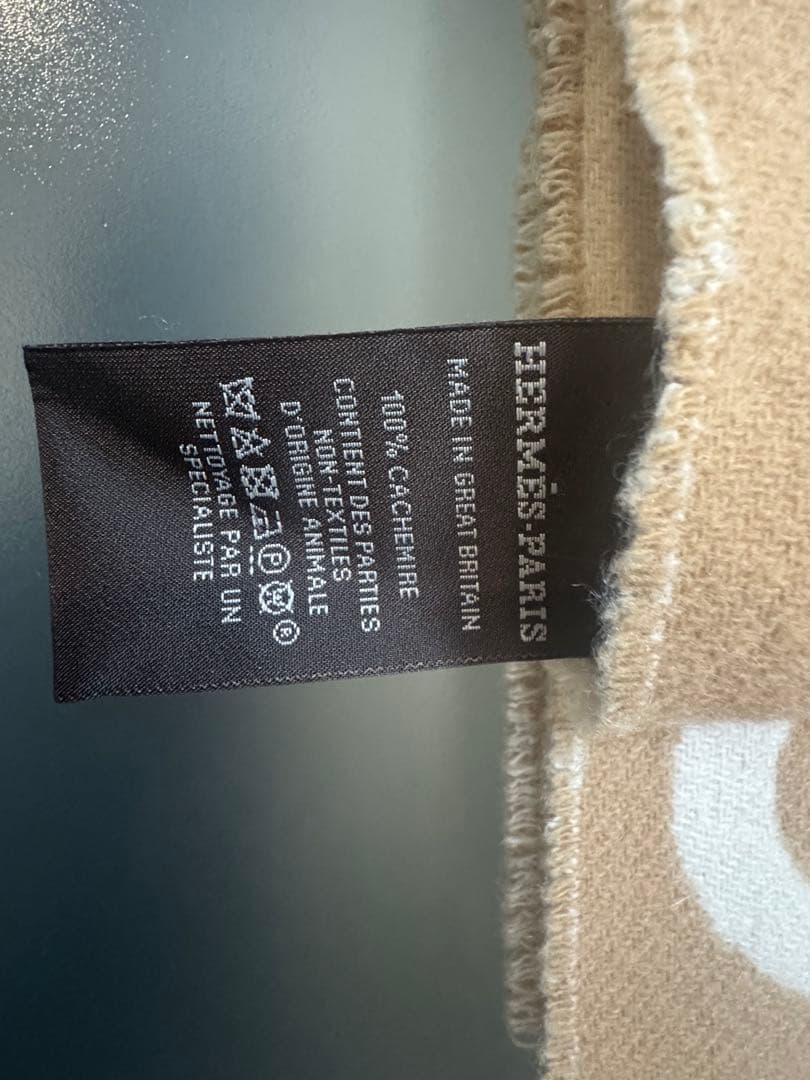 HERMÈS-PARIS
MADE IN GREAT BRITAIN
100% CACHEMIRE
CONTIENT DES PARTIES
NON-TEXTILES
D'ORIGINE ANIMALE
P W ®
NETTOYAGE PAR UN
SPECIALISTE